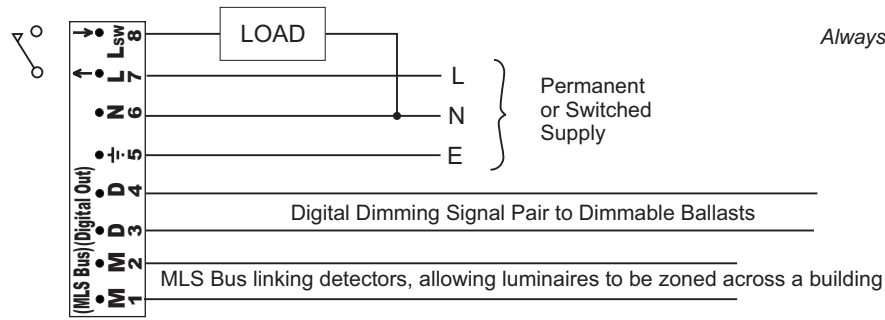 Lsw 8
LOAD
Always
L 7
L
N 6
N
Permanent
or Switched
Supply
5
E
(Digital Out)
D 4
D 3
Digital Dimming Signal Pair to Dimmable Ballasts
(MLS Bus)
M 2
M 1
MLS Bus linking detectors, allowing luminaires to be zoned across a building